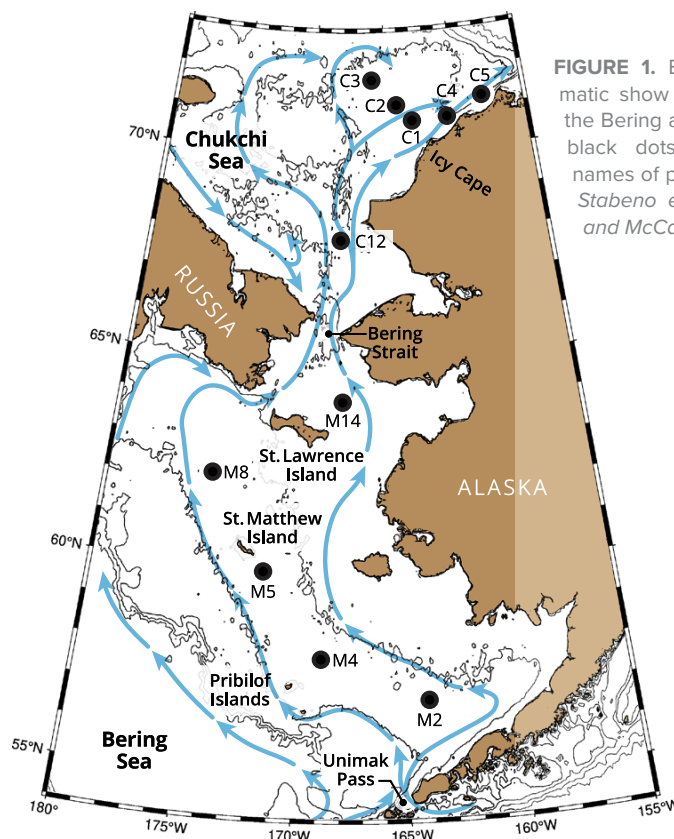 FIGURE 1. B
matic show
the Bering a
black dots
names of p
Stabeno e
and McCa
C3
C2
C1
C4
C5
70°N
Chukchi
Sea
Icy Cape
C12
RUSSIA
65°N
Bering
Strait
M14
St. Lawrence
Island
M8
ALASKA
St. Matthew
Island
60°N
M5
M4
Pribilof
Islands
M2
Bering
Sea
55°N
Unimak
Pass
180°
175°W
170°W
165°W
160°W
155°W